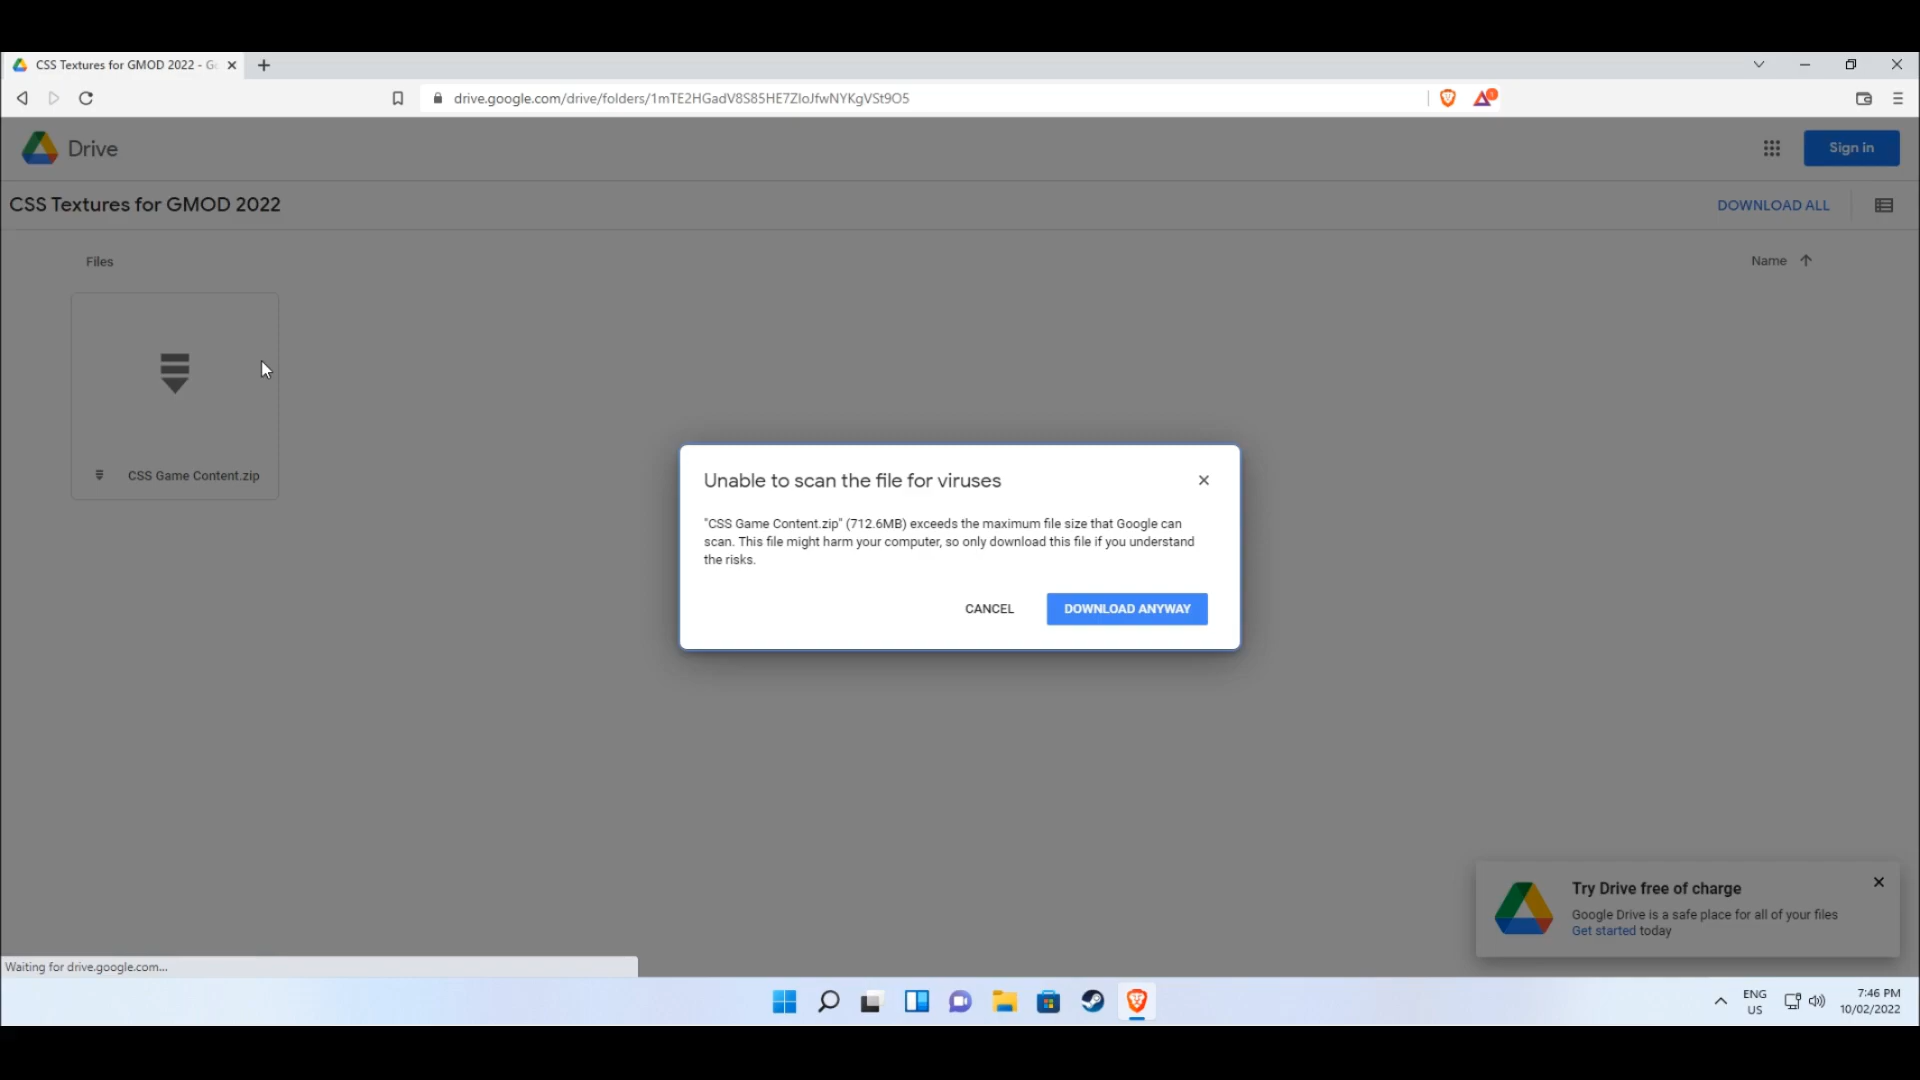 CSS Textures for GMOD 2022 - Go
drive.google.com/drive/folders/1mTE2HGadV8S85HE7ZIoJfwNYKgVSt9O5
Drive
Sign in
CSS Textures for GMOD 2022
DOWNLOAD ALL
Files
Name
CSS Game Content.zip
Unable to scan the file for viruses
"CSS Game Content.zip" (712.6MB) exceeds the maximum file size that Google can
scan. This file might harm your computer, so only download this file if you understand
the risks.
CANCEL
DOWNLOAD ANYWAY
Try Drive free of charge
Google Drive is a safe place for all of your files
Get started today
Waiting for drive.google.com...
ENG
US
7:46 PM
10/02/2022